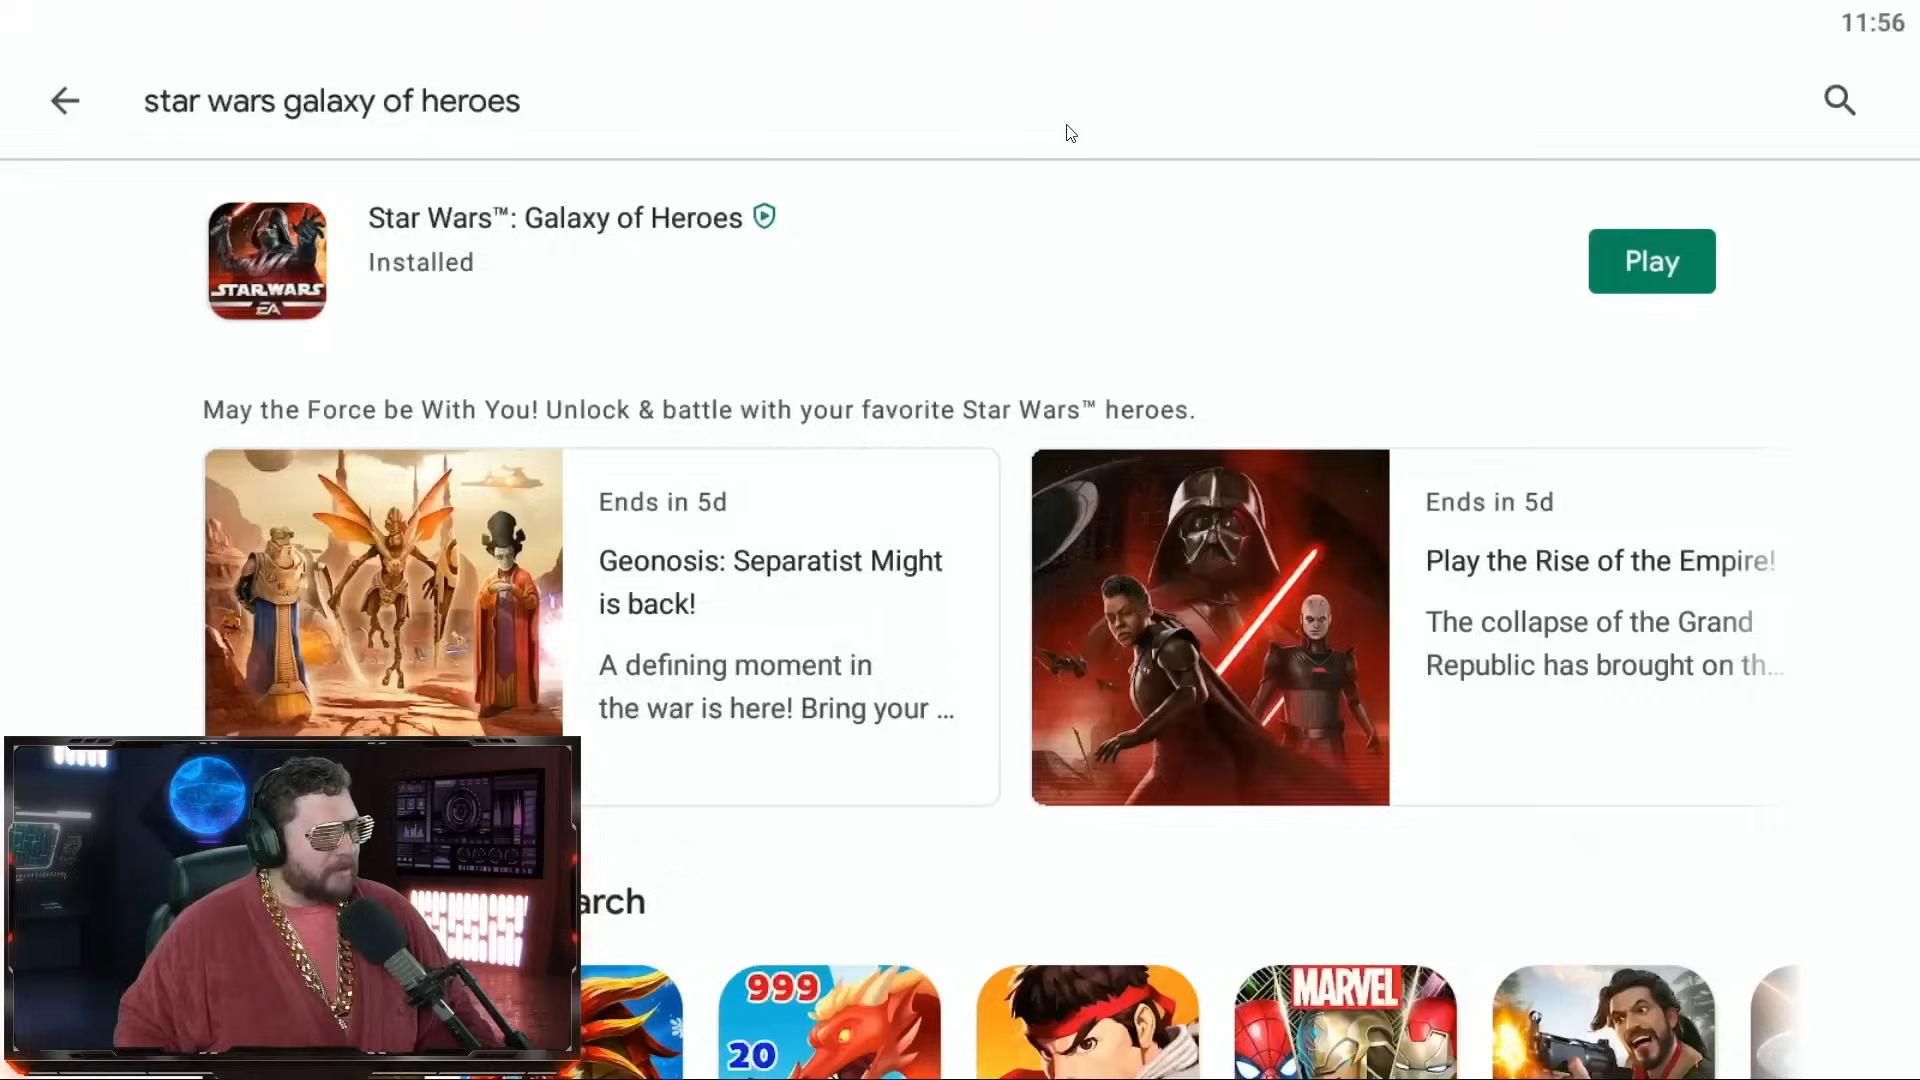 11:56
star wars galaxy of heroes
Star Wars™: Galaxy of Heroes
Installed
Play
STAR WARS
EA
May the Force be With You! Unlock & battle with your favorite Star Wars™ heroes.
Ends in 5d
Geonosis: Separatist Might
is back!
A defining moment in
the war is here! Bring your ...
Ends in 5d
Play the Rise of the Empire!
The collapse of the Grand
Republic has brought on th...
arch
999
20
MARVEL